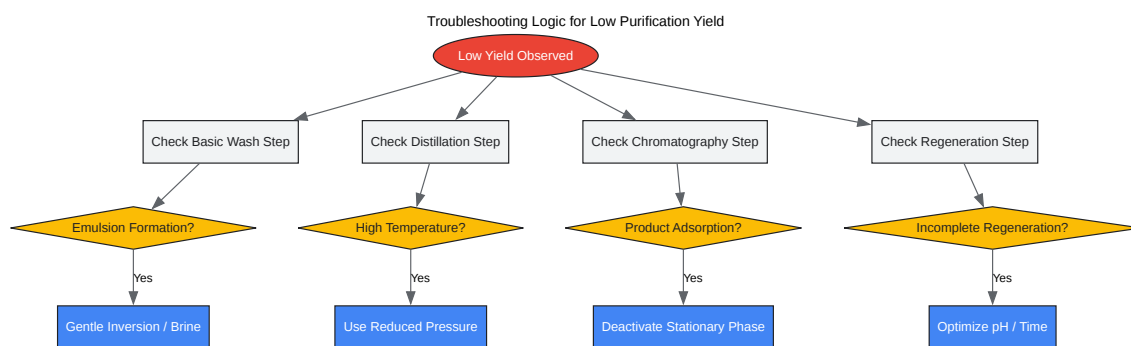 Troubleshooting Logic for Low Purification Yield
Low Yield Observed
Check Basic Wash Step
Check Distillation Step
Check Chromatography Step
Check Regeneration Step
Emulsion Formation?
High Temperature?
Product Adsorption?
Incomplete Regeneration?
Yes
Yes
Yes
Yes
Gentle Inversion / Brine
Use Reduced Pressure
Deactivate Stationary Phase
Optimize pH / Time